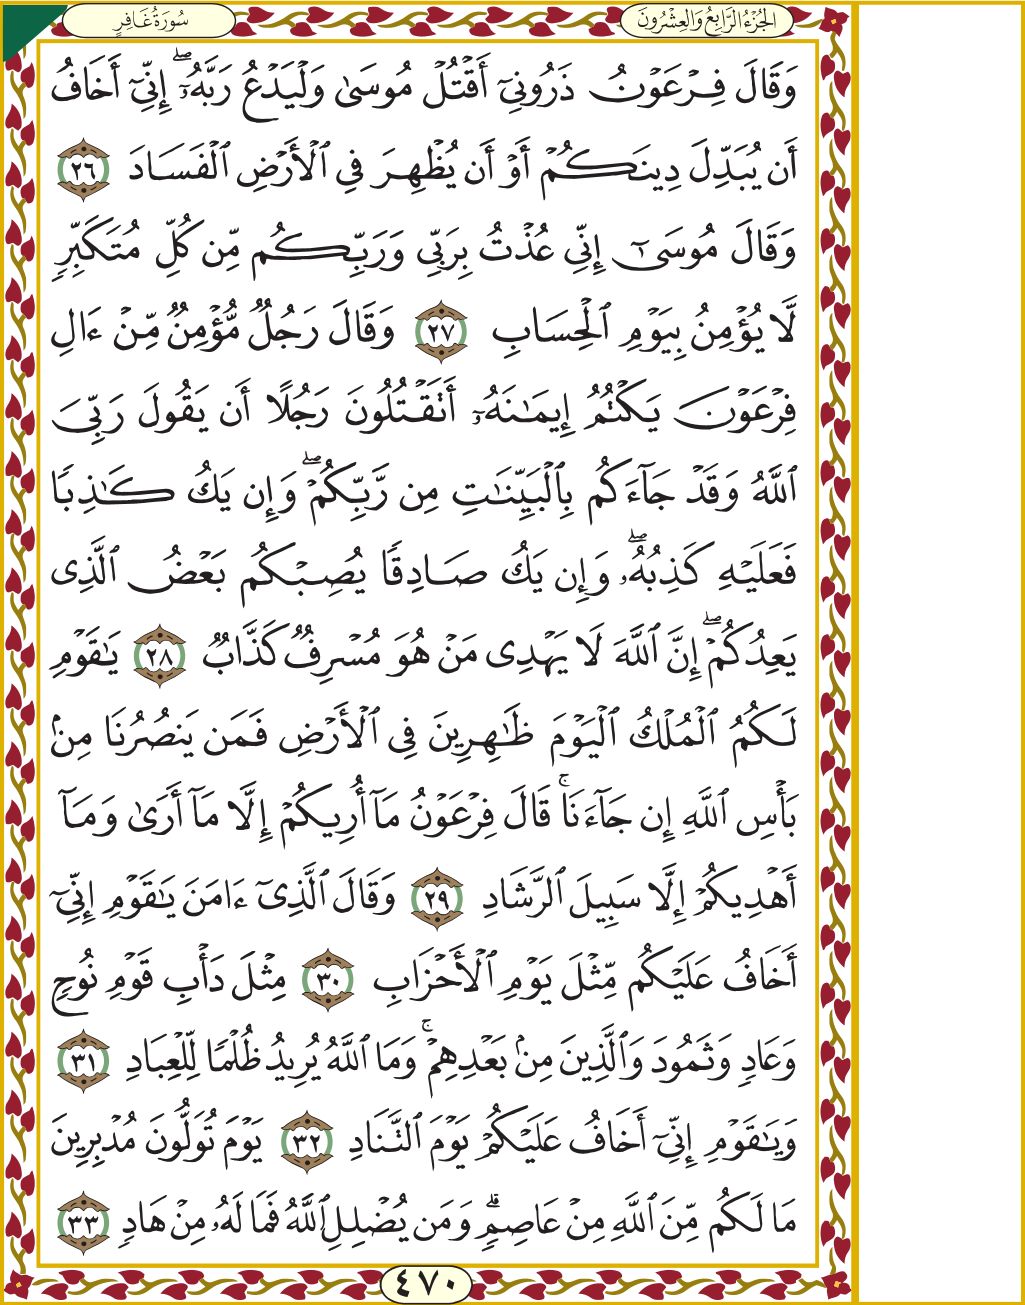 سُورَةُ غَافِرٍ
الجُزْءُ الرَّابِعُ وَالعِشْرُونَ
وَقَالَ فِرْعَوْنُ ذَرُونِىٓ أَقْتُلْ مُوسَىٰ وَلْيَدْعُ رَبَّهُۥٓ ۖ إِنِّىٓ أَخَافُ
أَن يُبَدِّلَ دِينَكُمْ أَوْ أَن يُظْهِرَ فِى ٱلْأَرْضِ ٱلْفَسَادَ ٢٦
وَقَالَ مُوسَىٰٓ إِنِّى عُذْتُ بِرَبِّى وَرَبِّكُم مِّن كُلِّ مُتَكَبِّرٍ
لَّا يُؤْمِنُ بِيَوْمِ ٱلْحِسَابِ ٢٧ وَقَالَ رَجُلٌ مُّؤْمِنٌ مِّنْ ءَالِ
فِرْعَوْنَ يَكْتُمُ إِيمَـٰنَهُۥٓ أَتَقْتُلُونَ رَجُلًا أَن يَقُولَ رَبِّىَ
ٱللَّهُ وَقَدْ جَآءَكُم بِٱلْبَيِّنَـٰتِ مِن رَّبِّكُمْ ۖ وَإِن يَكُ كَـٰذِبًا
فَعَلَيْهِ كَذِبُهُۥ ۖ وَإِن يَكُ صَادِقًا يُصِبْكُم بَعْضُ ٱلَّذِى
يَعِدُكُمْ ۖ إِنَّ ٱللَّهَ لَا يَهْدِى مَنْ هُوَ مُسْرِفٌ كَذَّابٌ ٢٨ يَـٰقَوْمِ
لَكُمُ ٱلْمُلْكُ ٱلْيَوْمَ ظَـٰهِرِينَ فِى ٱلْأَرْضِ فَمَن يَنصُرُنَا مِنۢ
بَأْسِ ٱللَّهِ إِن جَآءَنَا ۚ قَالَ فِرْعَوْنُ مَآ أُرِيكُمْ إِلَّا مَآ أَرَىٰ وَمَآ
أَهْدِيكُمْ إِلَّا سَبِيلَ ٱلرَّشَادِ ٢٩ وَقَالَ ٱلَّذِىٓ ءَامَنَ يَـٰقَوْمِ إِنِّىٓ
أَخَافُ عَلَيْكُم مِّثْلَ يَوْمِ ٱلْأَحْزَابِ ٣٠ مِثْلَ دَأْبِ قَوْمِ نُوحٍ
وَعَادٍ وَثَمُودَ وَٱلَّذِينَ مِنۢ بَعْدِهِمْ ۚ وَمَا ٱللَّهُ يُرِيدُ ظُلْمًا لِّلْعِبَادِ ٣١
وَيَـٰقَوْمِ إِنِّىٓ أَخَافُ عَلَيْكُمْ يَوْمَ ٱلتَّنَادِ ٣٢ يَوْمَ تُوَلُّونَ مُدْبِرِينَ
مَا لَكُم مِّنَ ٱللَّهِ مِنْ عَاصِمٍ ۗ وَمَن يُضْلِلِ ٱللَّهُ فَمَا لَهُۥ مِنْ هَادٍ ٣٣
٤٧٠